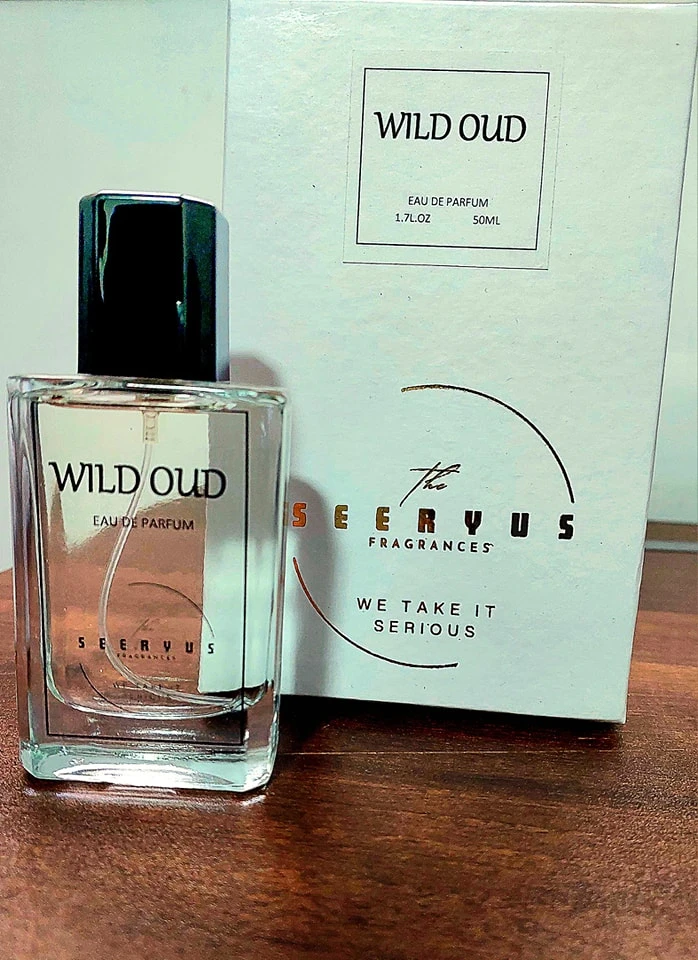 WILD OUD
EAU DE PARFUM
1.7L.OZ 50ML
The
SEERYUS
FRAGRANCES
WE TAKE IT
SERIOUS
WILD OUD
EAU DE PARFUM
the
SEERYUS
FRAGRANCES